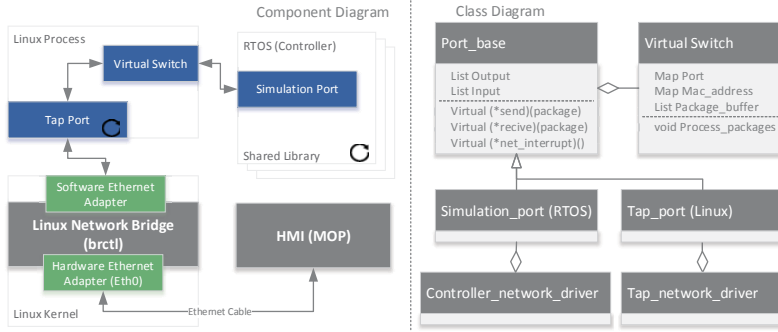 Component Diagram
Linux Process
Virtual Switch
Tap Port
RTOS (Controller)
Simulation Port
Shared Library
Software Ethernet
Adapter
Linux Network Bridge
(brctl)
Hardware Ethernet
Adapter (Eth0)
Linux Kernel
HMI (MOP)
Ethernet Cable
Class Diagram
Port_base
List Output
List Input
Virtual (*send)(package)
Virtual (*recive)(package)
Virtual (*net_interrupt)()
Virtual Switch
Map Port
Map Mac_address
List Package_buffer
void Process_packages
Simulation_port (RTOS)
Tap_port (Linux)
Controller_network_driver
Tap_network_driver